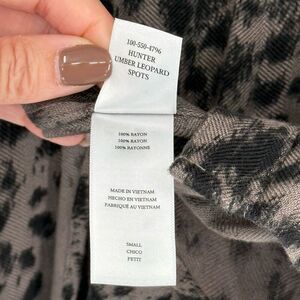 100-550-4796
HUNTER
UMBER LEOPARD
SPOTS
100% RAYON
100% RAYON
100% RAYONNE
MADE IN VIETNAM
HECHO EN VIETNAM
FABRIQUÉ AU VIETNAM
SMALL
CHICO
PETIT